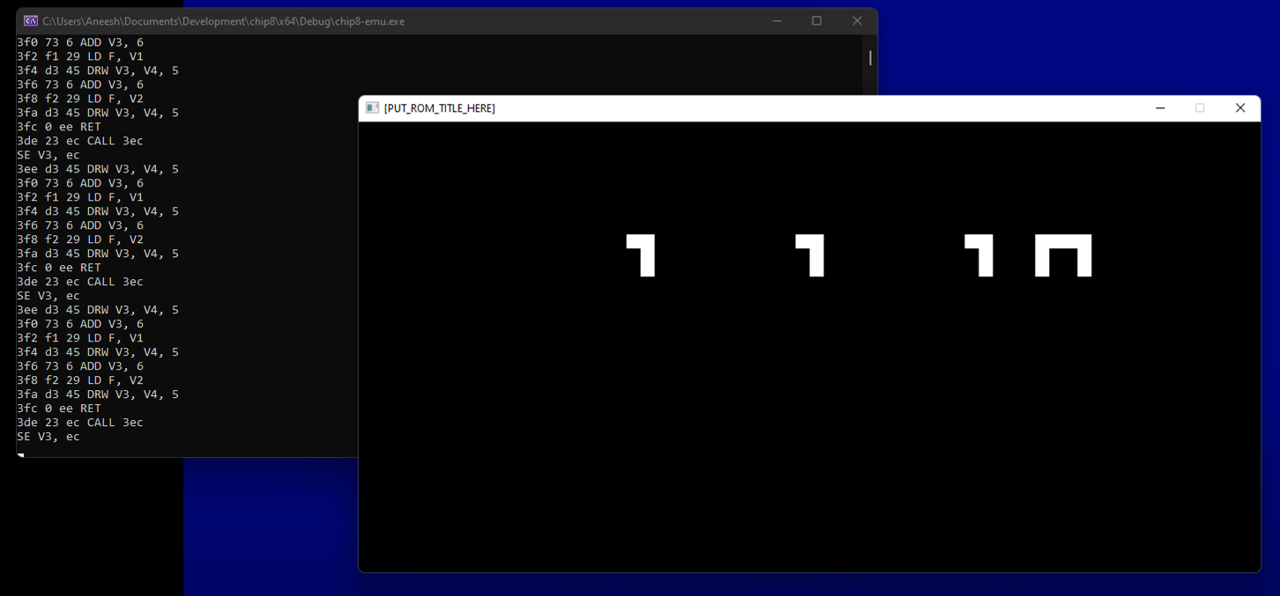 C:\Users\Aneesh\Documents\Development\chip8\x64\Debug\chip8-emu.exe
3f0 73 6 ADD V3, 6
3f2 f1 29 LD F, V1
3f4 d3 45 DRW V3, V4, 5
3f6 73 6 ADD V3, 6
3f8 f2 29 LD F, V2
3fa d3 45 DRW V3, V4, 5
3fc 0 ee RET
3de 23 ec CALL 3ec
SE V3, ec
3ee d3 45 DRW V3, V4, 5
3f0 73 6 ADD V3, 6
3f2 f1 29 LD F, V1
3f4 d3 45 DRW V3, V4, 5
3f6 73 6 ADD V3, 6
3f8 f2 29 LD F, V2
3fa d3 45 DRW V3, V4, 5
3fc 0 ee RET
3de 23 ec CALL 3ec
SE V3, ec
3ee d3 45 DRW V3, V4, 5
3f0 73 6 ADD V3, 6
3f2 f1 29 LD F, V1
3f4 d3 45 DRW V3, V4, 5
3f6 73 6 ADD V3, 6
3f8 f2 29 LD F, V2
3fa d3 45 DRW V3, V4, 5
3fc 0 ee RET
3de 23 ec CALL 3ec
SE V3, ec
[PUT_ROM_TITLE_HERE]